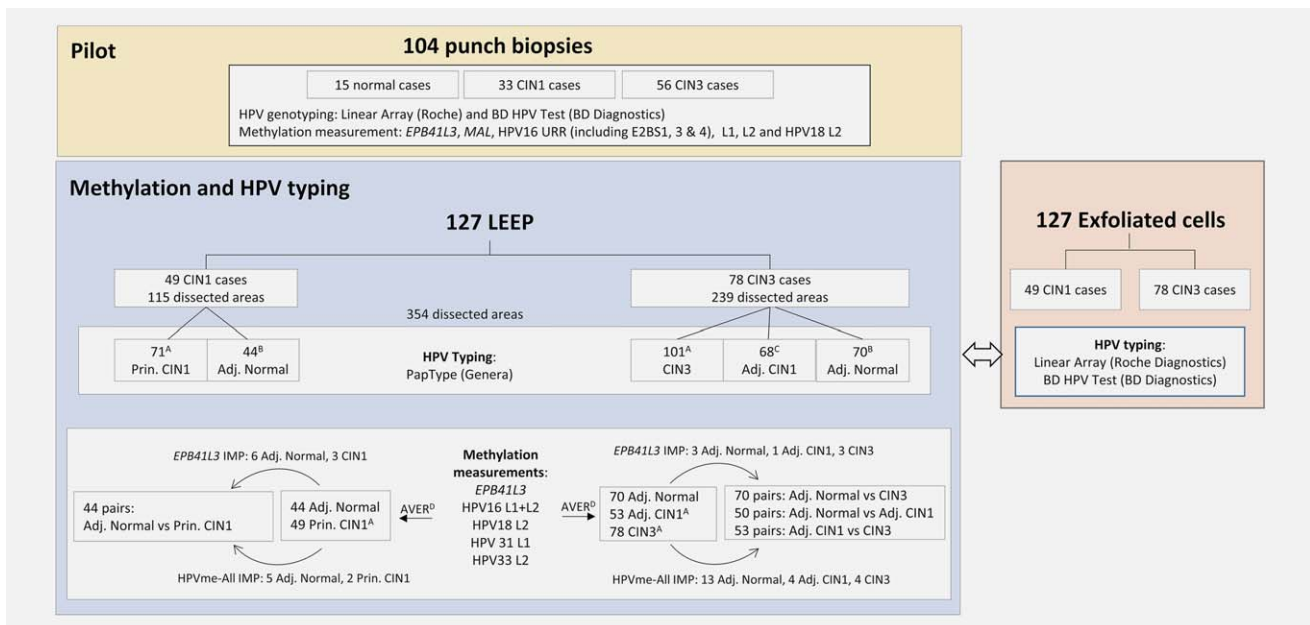 Pilot
104 punch biopsies
15 normal cases
33 CIN1 cases
56 CIN3 cases
HPV genotyping: Linear Array (Roche) and BD HPV Test (BD Diagnostics)
Methylation measurement: EPB41L3, MAL, HPV16 URR (including E2BS1, 3 & 4), L1, L2 and HPV18 L2
Methylation and HPV typing
127 LEEP
49 CIN1 cases
115 dissected areas
78 CIN3 cases
239 dissected areas
354 dissected areas
71A
Prin. CIN1
44B
Adj. Normal
HPV Typing:
PapType (Genera)
101A
CIN3
68C
Adj. CIN1
70B
Adj. Normal
EPB41L3 IMP: 6 Adj. Normal, 3 CIN1
44 pairs:
Adj. Normal vs Prin. CIN1
44 Adj. Normal
49 Prin. CIN1A
AVERD
HPVme-All IMP: 5 Adj. Normal, 2 Prin. CIN1
Methylation
measurements:
EPB41L3
HPV16 L1+L2
HPV18 L2
HPV 31 L1
HPV33 L2
AVERD
EPB41L3 IMP: 3 Adj. Normal, 1 Adj. CIN1, 3 CIN3
70 Adj. Normal
53 Adj. CIN1A
78 CIN3A
70 pairs: Adj. Normal vs CIN3
50 pairs: Adj. Normal vs Adj. CIN1
53 pairs: Adj. CIN1 vs CIN3
HPVme-All IMP: 13 Adj. Normal, 4 Adj. CIN1, 4 CIN3
127 Exfoliated cells
49 CIN1 cases
78 CIN3 cases
HPV typing:
Linear Array (Roche Diagnostics)
BD HPV Test (BD Diagnostics)